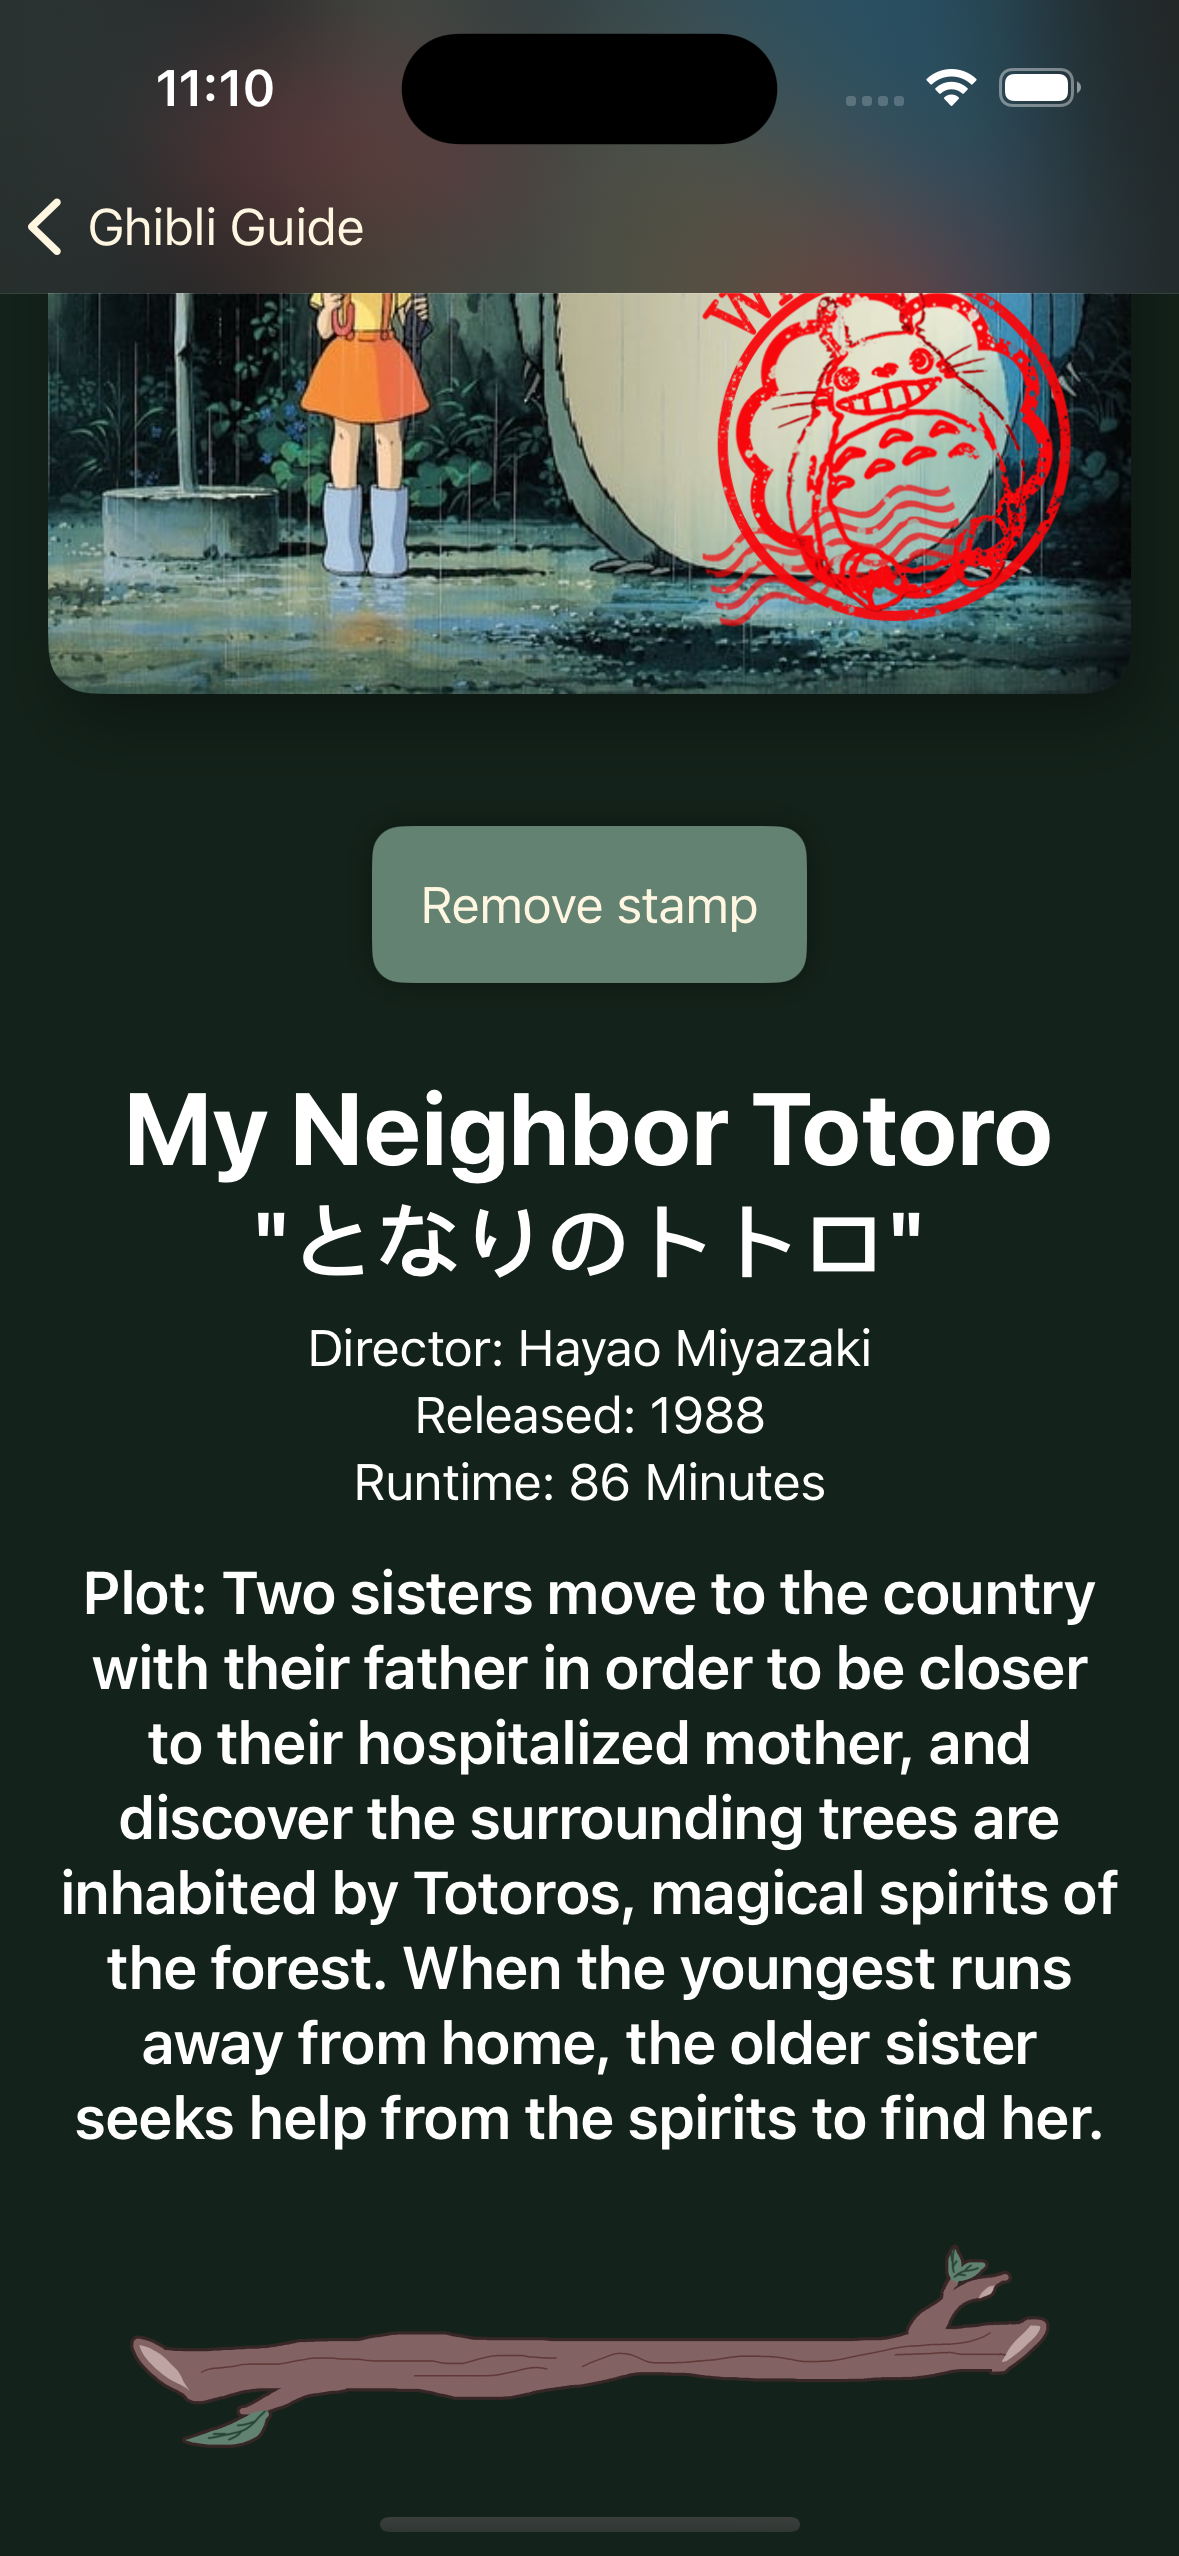 11:10
Ghibli Guide
Remove stamp
My Neighbor Totoro
"となりのトトロ"
Director: Hayao Miyazaki
Released: 1988
Runtime: 86 Minutes
Plot: Two sisters move to the country
with their father in order to be closer
to their hospitalized mother, and
discover the surrounding trees are
inhabited by Totoros, magical spirits of
the forest. When the youngest runs
away from home, the older sister
seeks help from the spirits to find her.